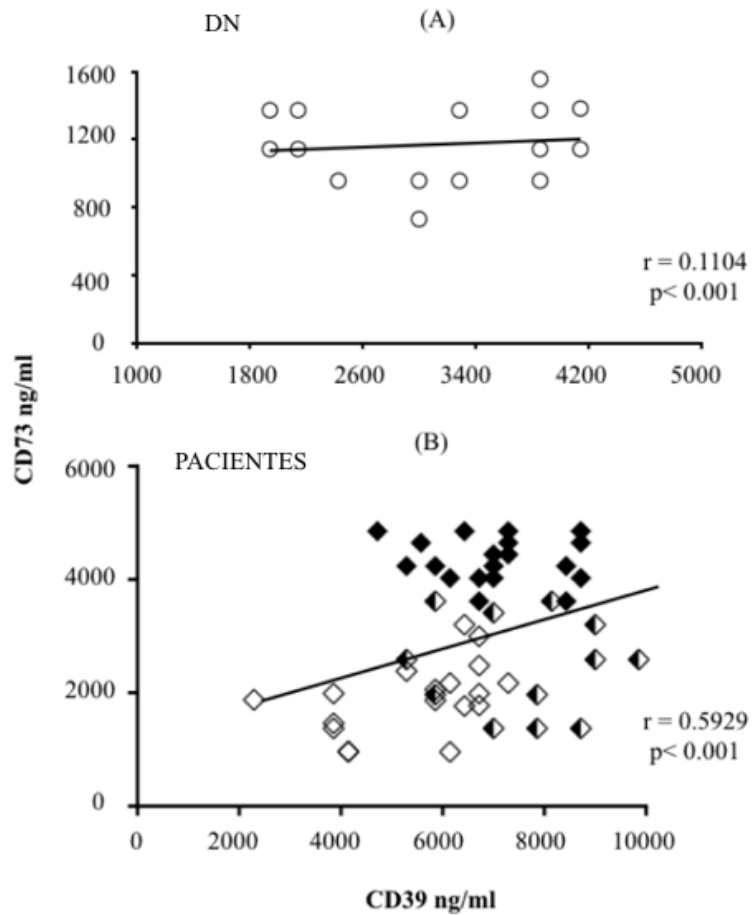 DN
(A)
1600
1200
800
400
0
r = 0.1104
p< 0.001
1000 1800 2600 3400 4200 5000
CD73 ng/ml
(B)
PACIENTES
6000
4000
2000
0
r = 0.5929
p< 0.001
0 2000 4000 6000 8000 10000
CD39 ng/ml